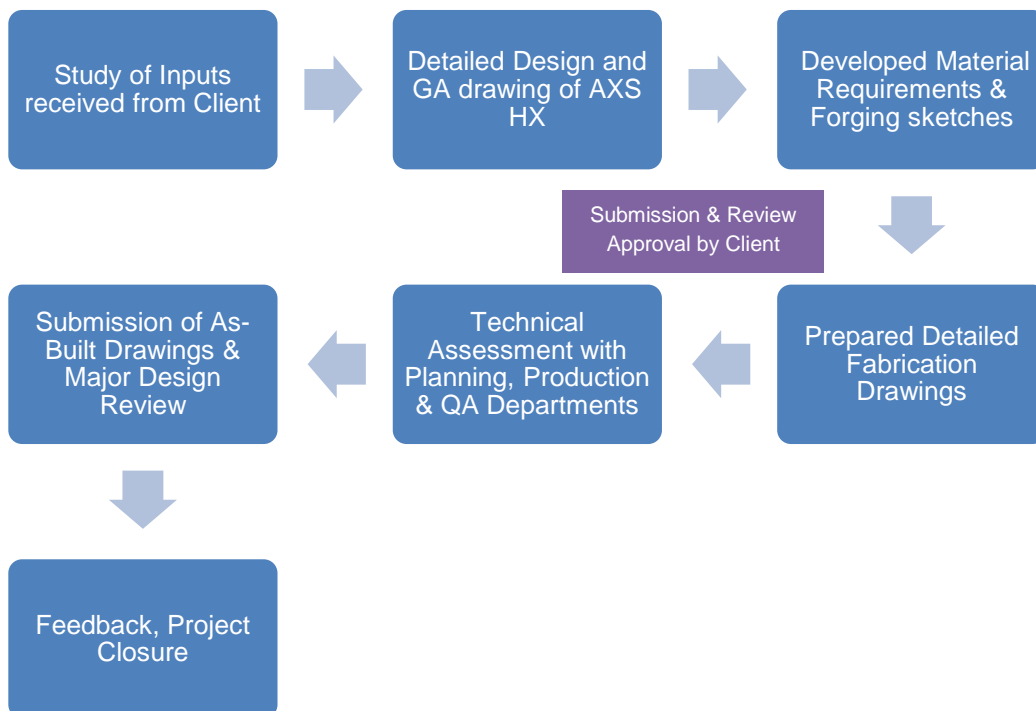 Study of Inputs
received from Client
Detailed Design and
GA drawing of AXS
HX
Developed Material
Requirements &
Forging sketches
Submission & Review
Approval by Client
Prepared Detailed
Fabrication
Drawings
Technical
Assessment with
Planning, Production
& QA Departments
Submission of As-
Built Drawings &
Major Design
Review
Feedback, Project
Closure